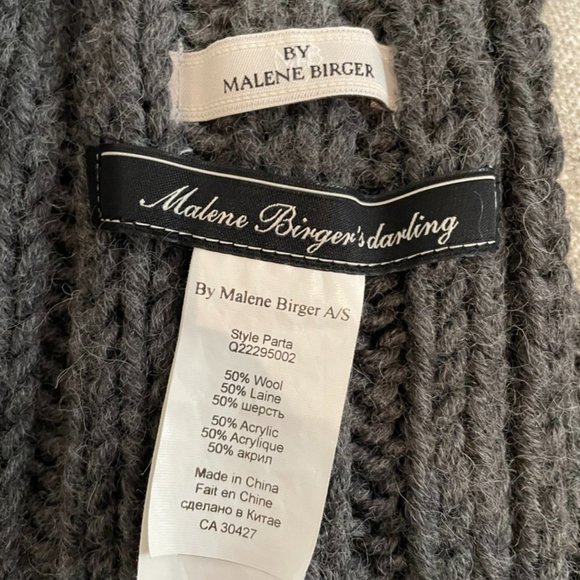 BY
MALENE BIRGER
Malene Birger's darling
By Malene Birger A/S
Style Parta
Q22295002
50% Wool
50% Laine
50% шерсть
50% Acrylic
50% Acrylique
50% акрил
Made in China
Fait en Chine
сделано в Китае
CA 30427